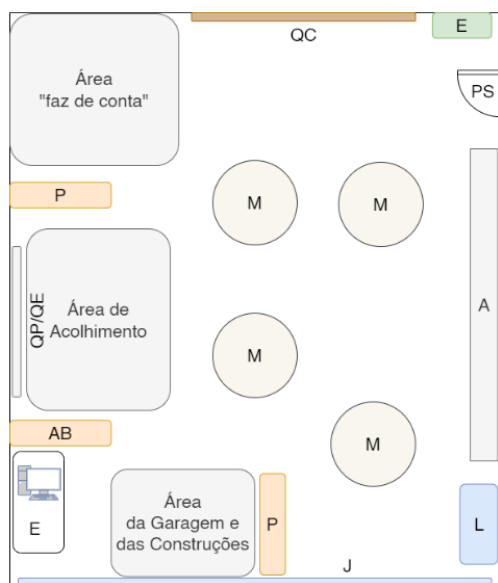 QC
E
PS
Área
"faz de conta"
P
M
M
A
QP/QE
Área de
Acolhimento
M
AB
M
E
Área
da Garagem e
das Construções
P
L
J